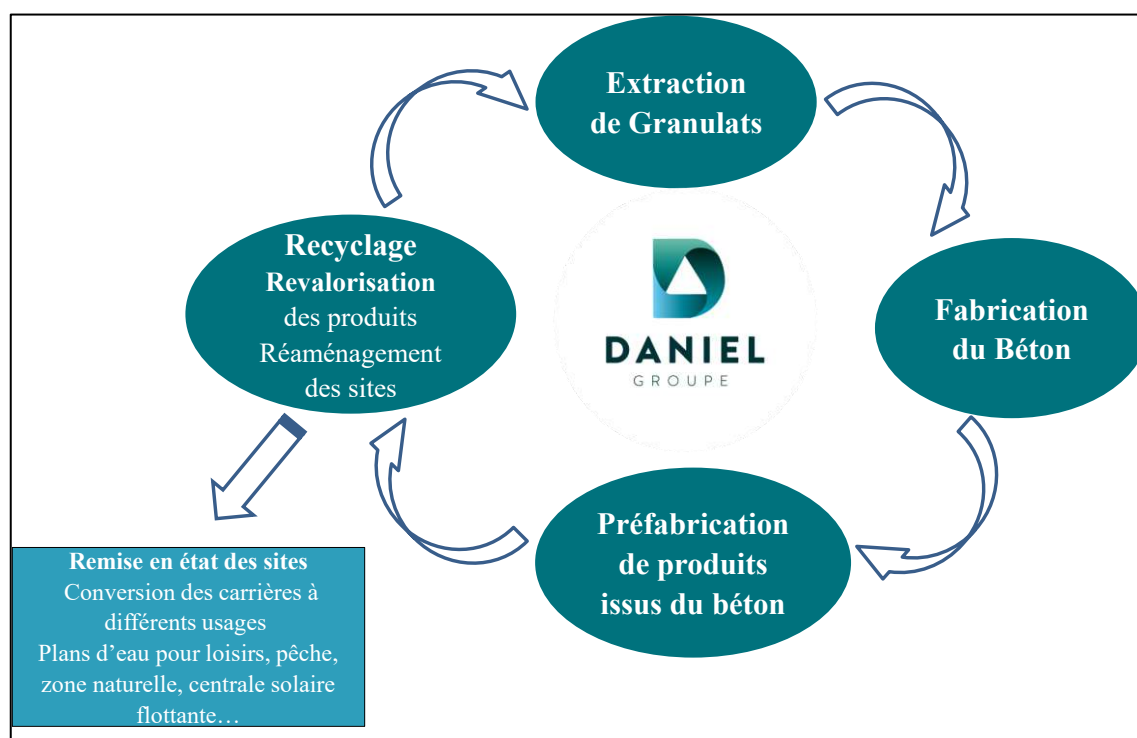 Extraction
de Granulats
Recyclage
Revalorisation
des produits
Réaménagement
des sites
DANIEL
GROUPE
Fabrication
du Béton
Préfabrication
de produits
issus du béton
Remise en état des sites
Conversion des carrières à
différents usages
Plans d’eau pour loisirs, pêche,
zone naturelle, centrale solaire
flottante…